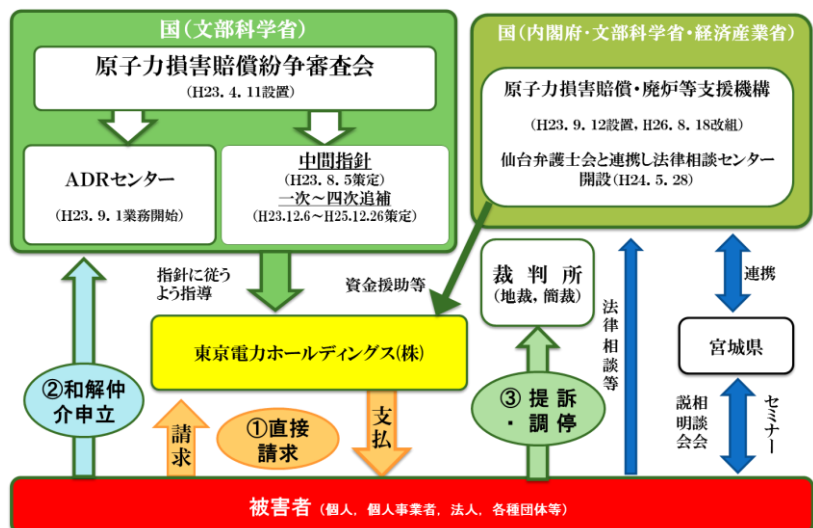 国（文部科学省）
原子力損害賠償紛争審査会
（H23. 4. 11設置）
ADRセンター
（H23. 9. 1業務開始）
中間指針
（H23. 8. 5策定）
一次～四次追補
（H23.12.6～H25.12.26策定）
国（内閣府・文部科学省・経済産業省）
原子力損害賠償・廃炉等支援機構
（H23. 9. 12設置, H26. 8. 18改組）
仙台弁護士会と連携し法律相談センター
開設（H24. 5. 28）
指針に従う
よう指導
資金援助等
裁 判 所
（地裁, 簡裁）
法律相談等
連携
東京電力ホールディングス(株)
宮城県
②和解仲
介申立
請求
①直接
請求
支払
③ 提 訴
・ 調 停
セミナー
相談会
説明会
被害者（個人，個人事業者，法人，各種団体等）